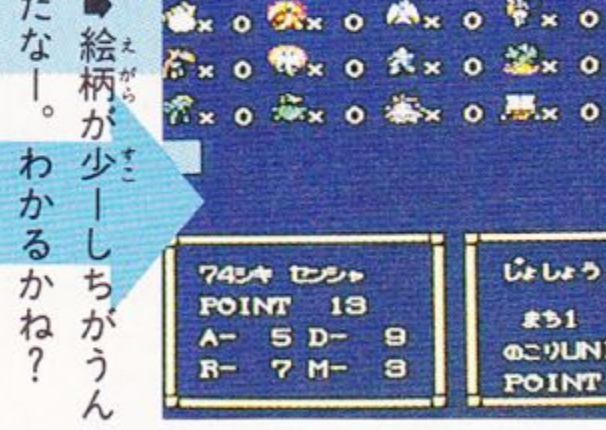 ➡絵柄が少ーしちがうん
だなー。わかるかね？
えがら
すこ
× 0 × 0 × 0 × 0
× 0 × 0 × 0 × 0
× 0 × 0 × 0 × 0
74シキ センシャ
POINT 13
A- 5 D- 9
R- 7 M- 3
じょしょう
まち1
のこりUNI
POINT